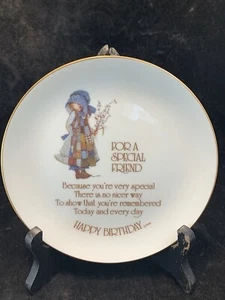 FOR A
SPECIAL
FRIEND
Because you're very special
There is no nicer way
To show that you're remembered
Today and every day
HAPPY BIRTHDAY....